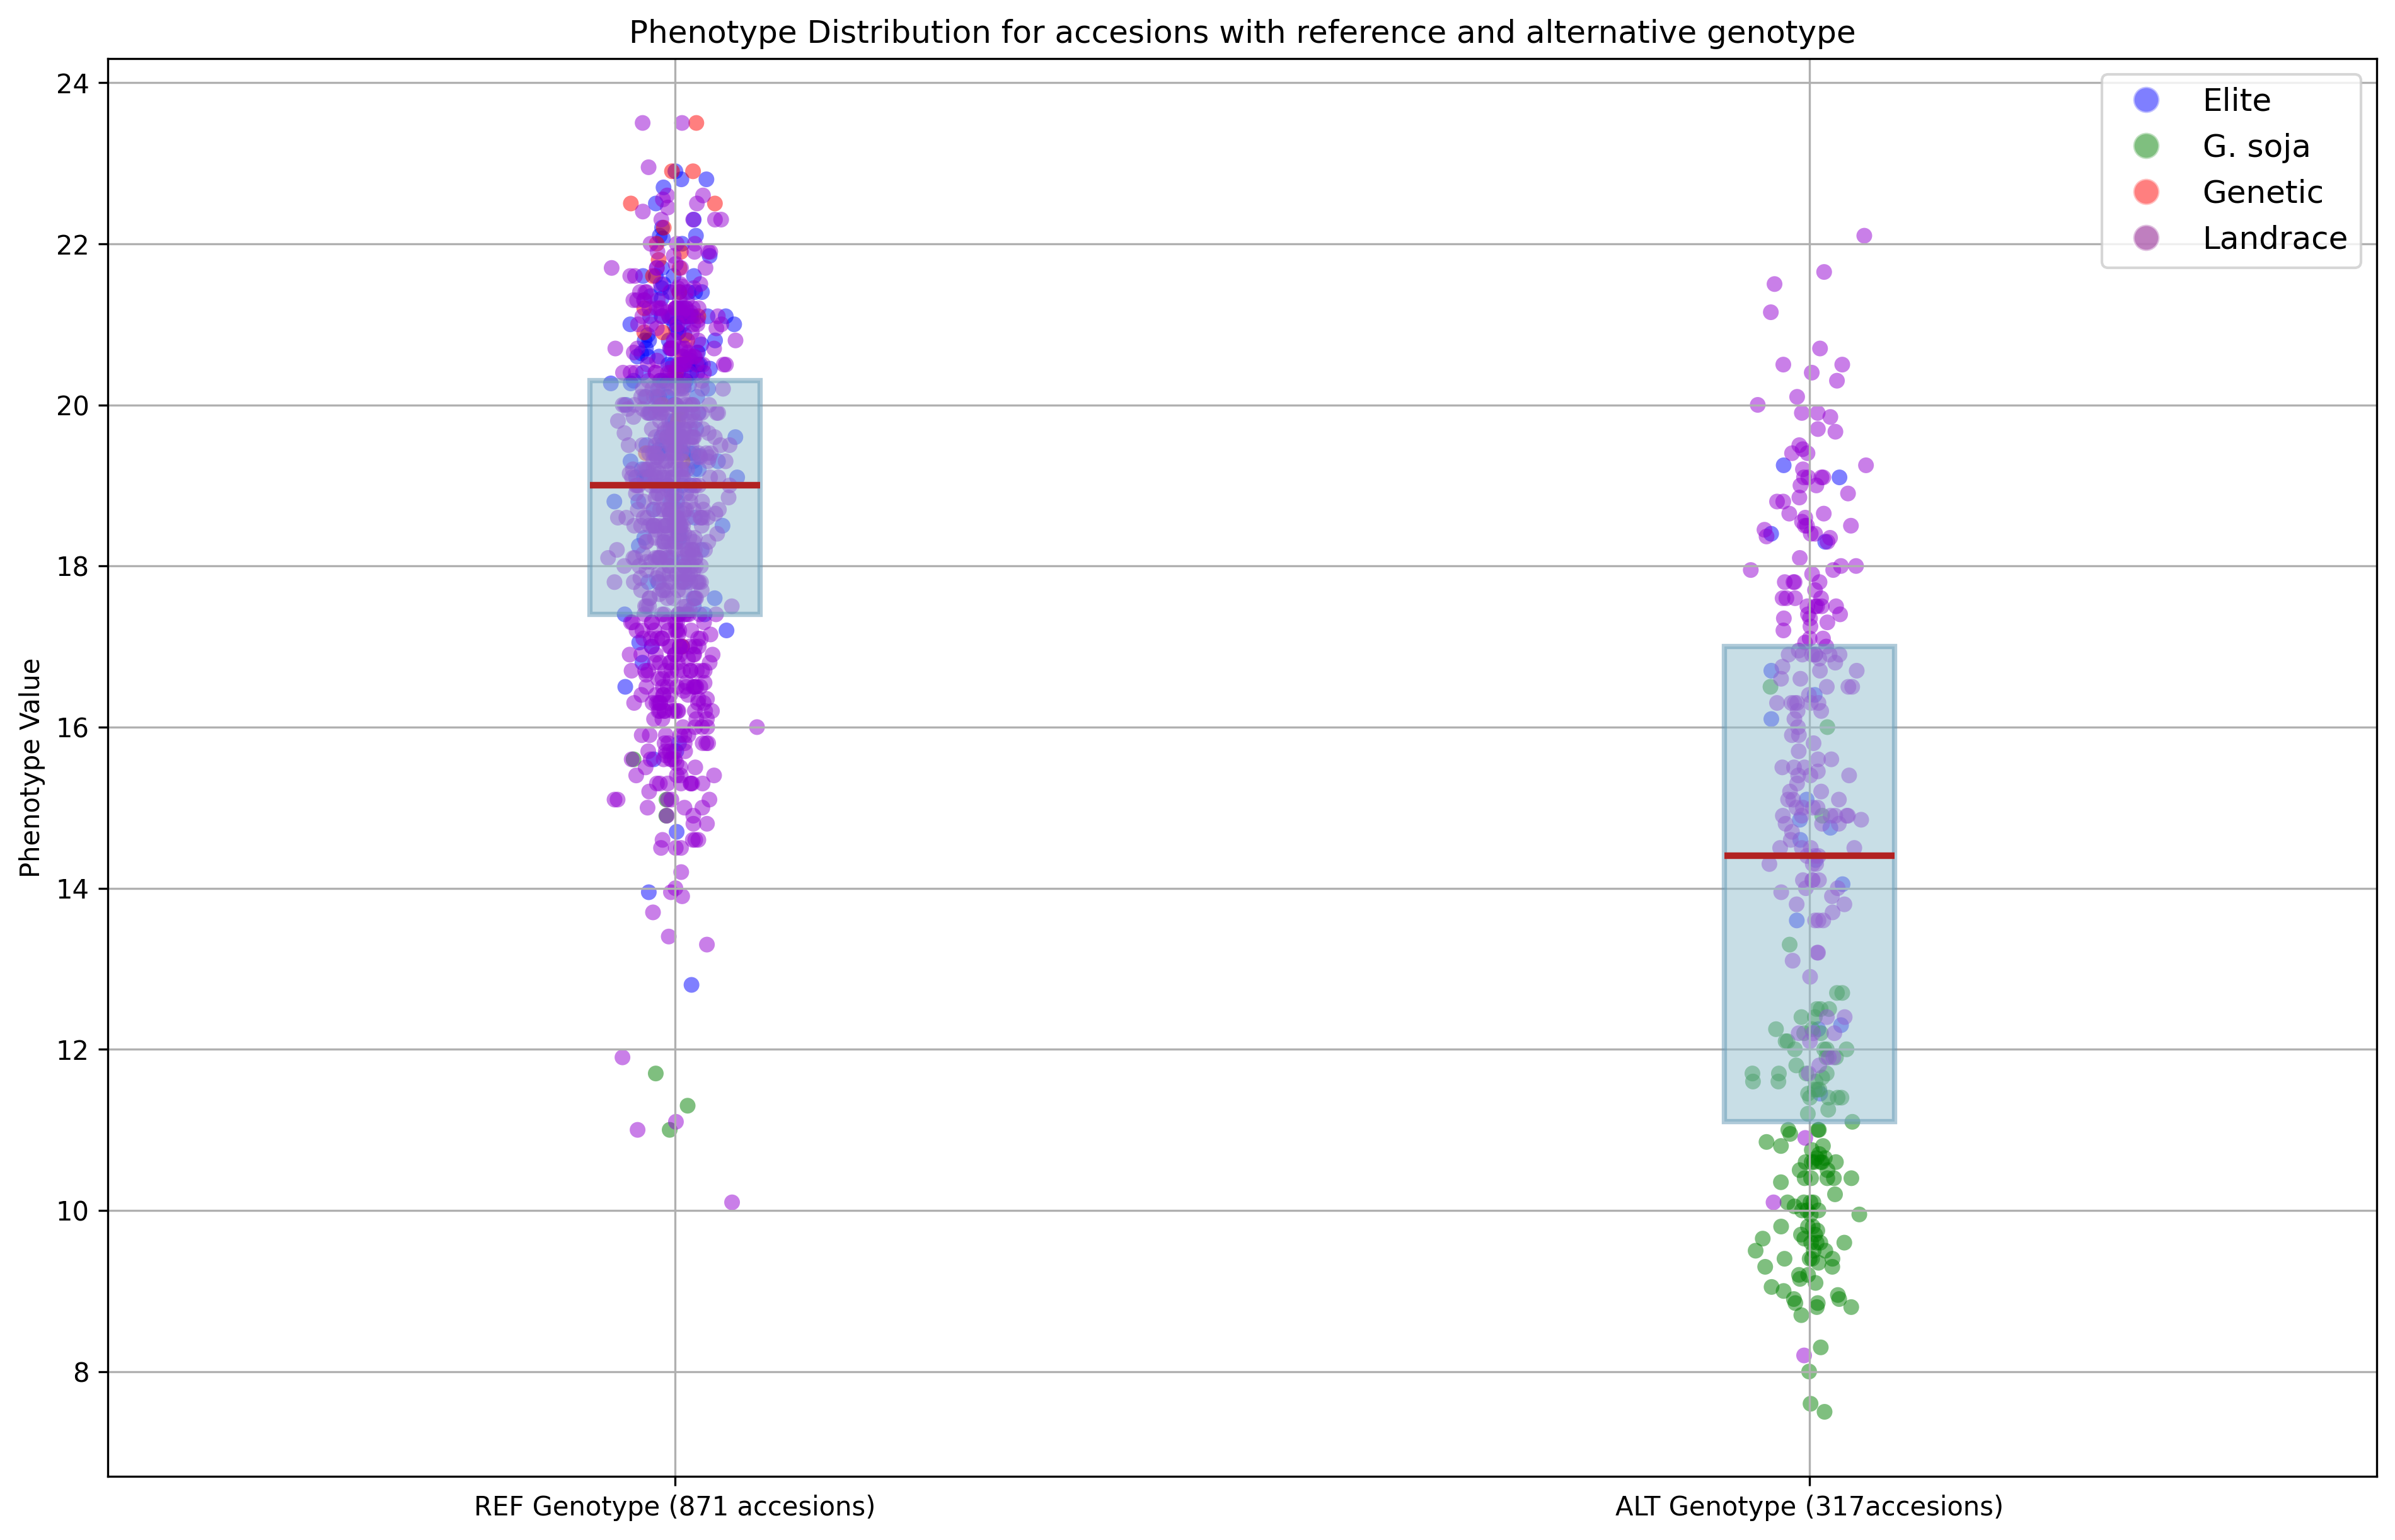 Phenotype Distribution for accesions with reference and alternative genotype
24
22
20
18
16
14
12
10
8
Phenotype Value
Elite
G. soja
Genetic
Landrace
REF Genotype (871 accesions)
ALT Genotype (317accesions)